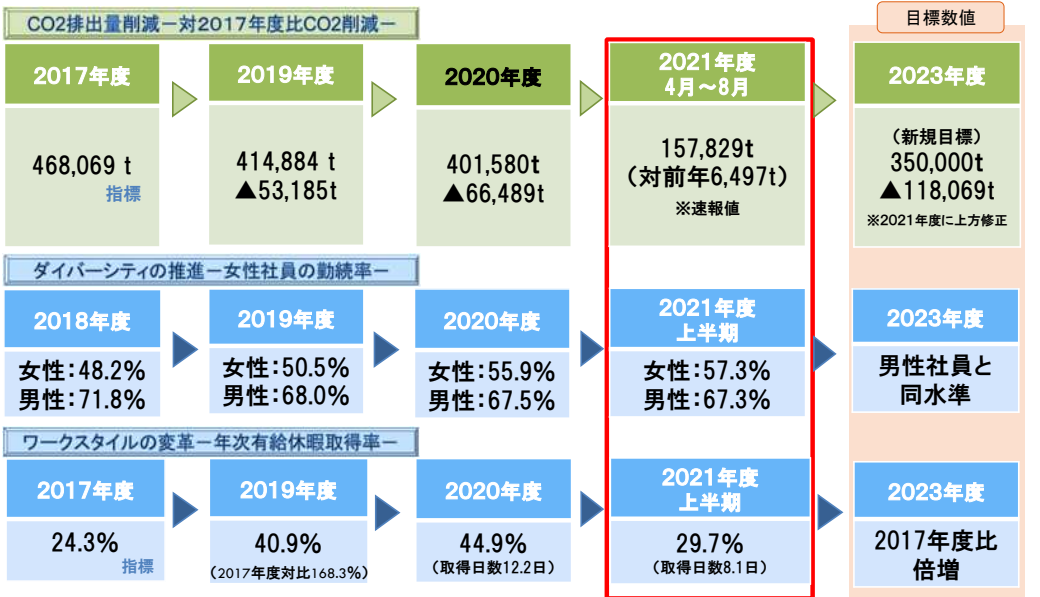 目標数値
CO2排出量削減－対2017年度比CO2削減－
2017年度
2019年度
2020年度
2021年度
4月～8月
2023年度
468,069 t
指標
414,884 t
▲53,185t
401,580t
▲66,489t
157,829t
(対前年6,497t)
※速報値
(新規目標)
350,000t
▲118,069t
※2021年度に上方修正
ダイバーシティの推進－女性社員の勤続率－
2018年度
2019年度
2020年度
2021年度
上半期
2023年度
女性：48.2%
男性：71.8%
女性：50.5%
男性：68.0%
女性：55.9%
男性：67.5%
女性：57.3%
男性：67.3%
男性社員と
同水準
ワークスタイルの変革－年次有給休暇取得率－
2017年度
2019年度
2020年度
2021年度
上半期
2023年度
24.3%
指標
40.9%
(2017年度対比168.3%)
44.9%
(取得日数12.2日)
29.7%
(取得日数8.1日)
2017年度比
倍増